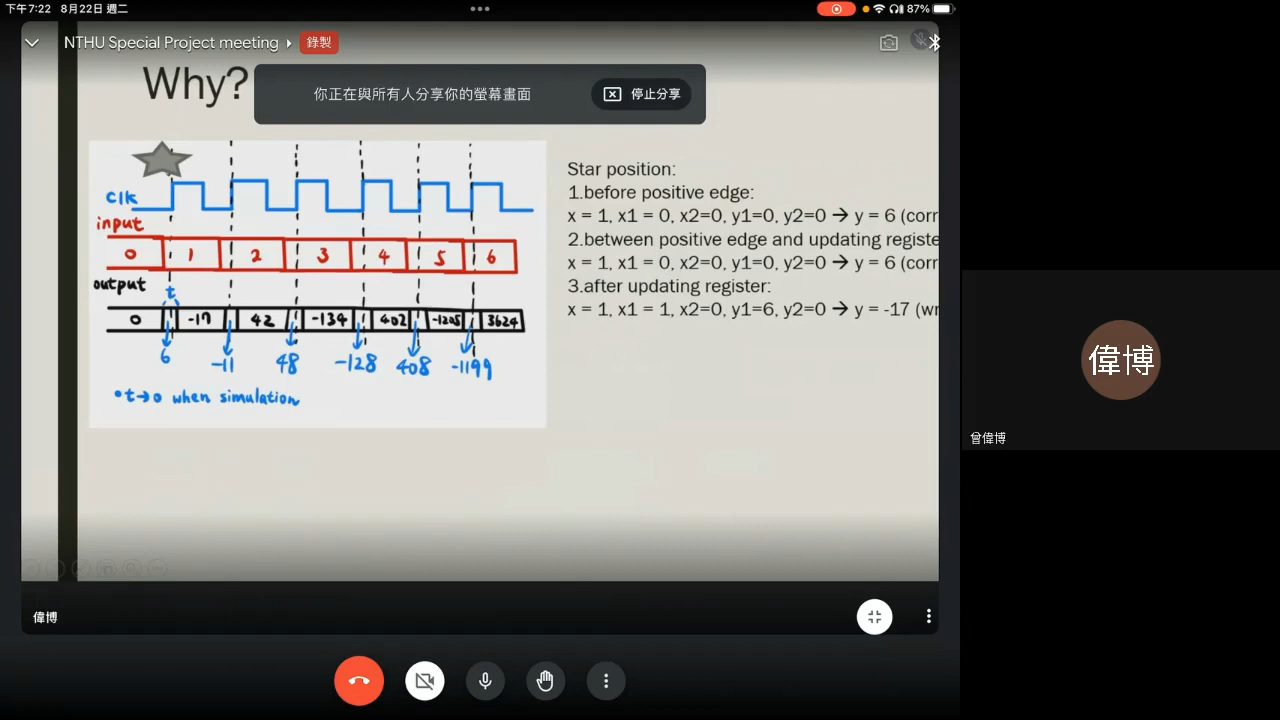 下午7:22 8月22日 週二
87%
NTHU Special Project meeting
錄製
Why?
你正在與所有人分享你的螢幕畫面
停止分享
clk
input
0 1 2 3 4 5 6
output
t
0 -17 42 -134 402 -1205 3624
6 -11 48 -128 408 -1199
•t→0 when simulation
Star position:
1.before positive edge:
x = 1, x1 = 0, x2=0, y1=0, y2=0 → y = 6 (corr
2.between positive edge and updating registe
x = 1, x1 = 0, x2=0, y1=0, y2=0 → y = 6 (corr
3.after updating register:
x = 1, x1 = 1, x2=0, y1=6, y2=0 → y = -17 (wr
偉博
偉博
曾偉博